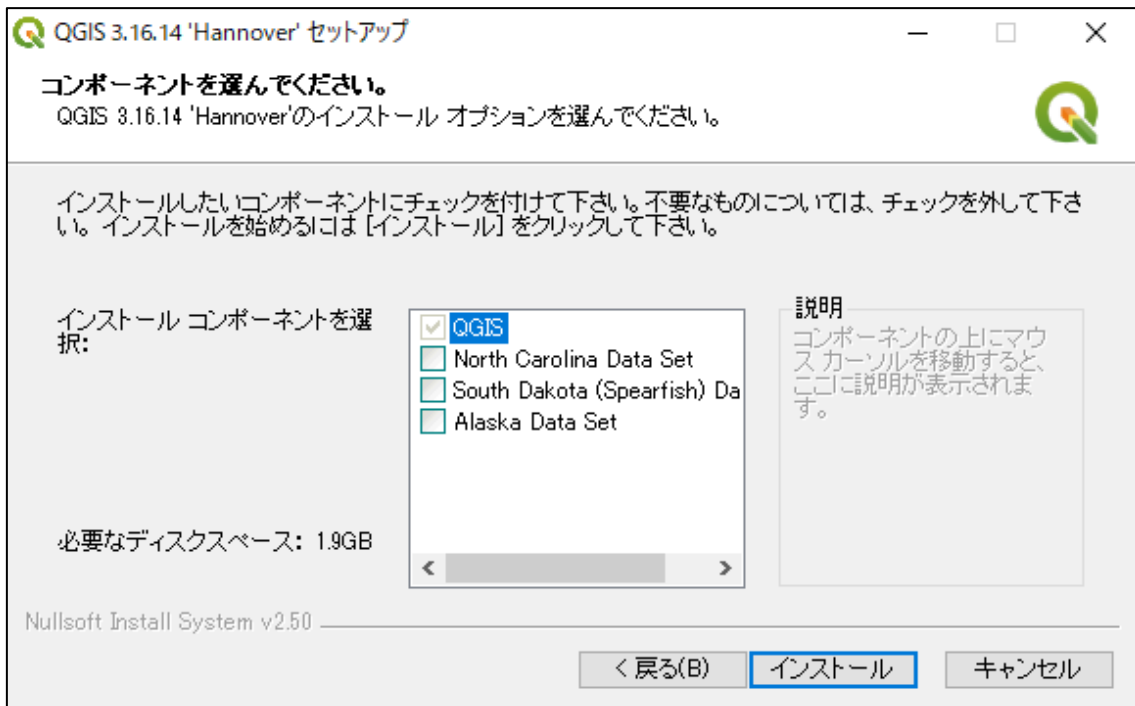 QGIS 3.16.14 'Hannover' セットアップ
コンポーネントを選んでください。
QGIS 3.16.14 'Hannover'のインストール オプションを選んでください。
インストールしたいコンポーネントにチェックを付けて下さい。不要なものについては、チェックを外して下さ
い。インストールを始めるには [インストール] をクリックして下さい。
インストール コンポーネントを選
択:
QGIS
North Carolina Data Set
South Dakota (Spearfish) Da
Alaska Data Set
説明
コンポーネントの上にマウ
ス カーソルを移動すると、
ここに説明が表示されま
す。
必要なディスクスペース: 1.9GB
Nullsoft Install System v2.50
< 戻る(B)
インストール
キャンセル